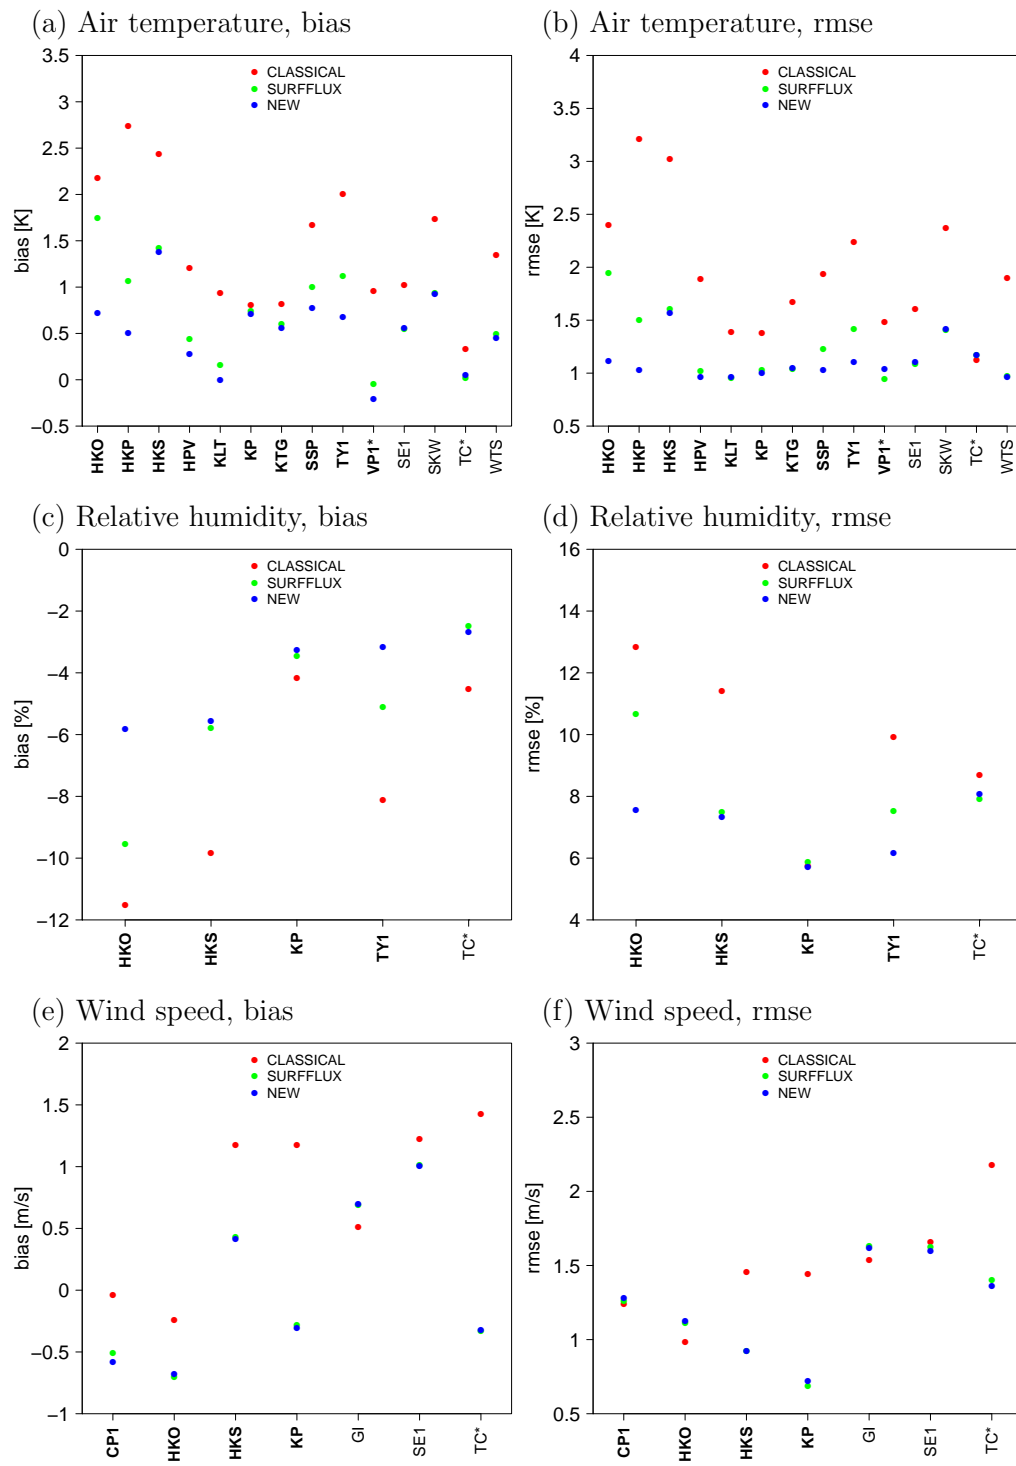 (a) Air temperature, bias
3.5
3
2.5
2
1.5
1
0.5
0
−0.5
bias [K]
CLASSICAL
SURFFLUX
NEW
HKO HKP HKS HPV KLT KP KTG SSP TY1 VP1* SE1 SKW TC* WTS
(b) Air temperature, rmse
4
3.5
3
2.5
2
1.5
1
0.5
rmse [K]
CLASSICAL
SURFFLUX
NEW
HKO HKP HKS HPV KLT KP KTG SSP TY1 VP1* SE1 SKW TC* WTS
(c) Relative humidity, bias
0
−2
−4
−6
−8
−10
−12
bias [%]
CLASSICAL
SURFFLUX
NEW
HKO HKS KP TY1 TC*
(d) Relative humidity, rmse
16
14
12
10
8
6
4
rmse [%]
CLASSICAL
SURFFLUX
NEW
HKO HKS KP TY1 TC*
(e) Wind speed, bias
2
1.5
1
0.5
0
−0.5
−1
bias [m/s]
CLASSICAL
SURFFLUX
NEW
CP1 HKO HKS KP GI SE1 TC*
(f) Wind speed, rmse
3
2.5
2
1.5
1
0.5
rmse [m/s]
CLASSICAL
SURFFLUX
NEW
CP1 HKO HKS KP GI SE1 TC*